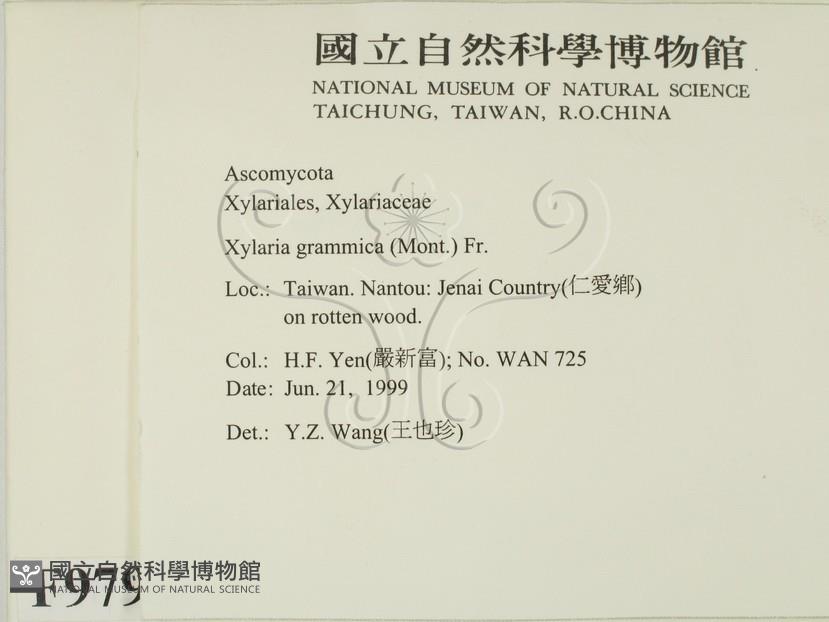 國立自然科學博物館
NATIONAL MUSEUM OF NATURAL SCIENCE
TAICHUNG, TAIWAN, R.O.CHINA
Ascomycota
Xylariales, Xylariaceae
Xylaria grammica (Mont.) Fr.
Loc.: Taiwan. Nantou: Jenai Country(仁愛鄉)
on rotten wood.
Col.: H.F. Yen(嚴新富); No. WAN 725
Date: Jun. 21, 1999
Det.: Y.Z. Wang(王也珍)
國立自然科學博物館
NATIONAL MUSEUM OF NATURAL SCIENCE